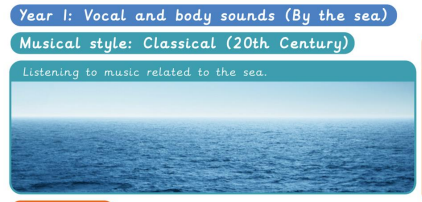 Year 1: Vocal and body sounds (By the sea)
Musical style: Classical (20th Century)
Listening to music related to the sea.